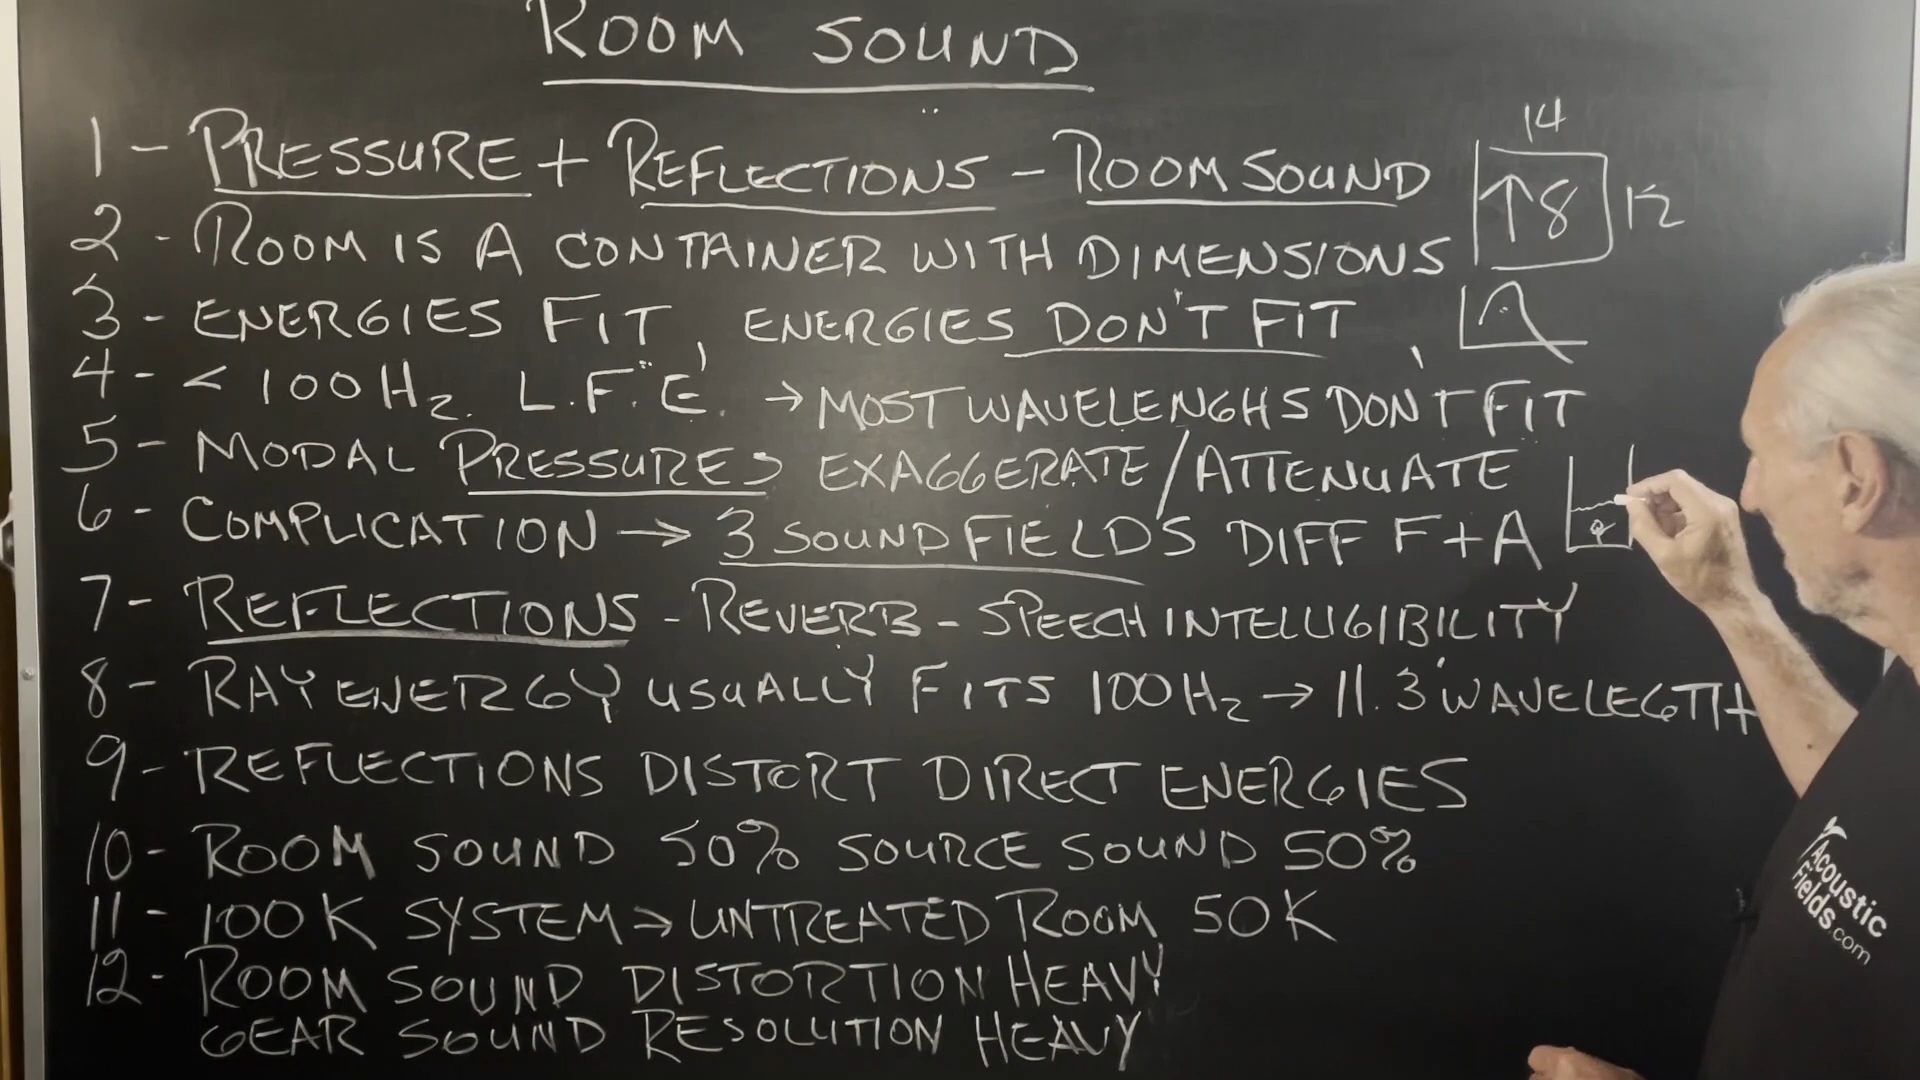 ROOM SOUND
1 - PRESSURE + REFLECTIONS - ROOM SOUND
14
↑8
12
2 - ROOM IS A CONTAINER WITH DIMENSIONS
3 - ENERGIES FIT, ENERGIES DON'T FIT
4 - < 100 Hz. L.F.E. → MOST WAVELENGHS DON'T FIT
5 - MODAL PRESSURES EXAGGERATE/ATTENUATE
6 - COMPLICATION → 3 SOUND FIELDS DIFF F + A
7 - REFLECTIONS - REVERB - SPEECH INTELLIGIBILITY
8 - RAY ENERGY USUALLY FITS 100 Hz → 11.3' WAVELEGTH
9 - REFLECTIONS DISTORT DIRECT ENERGIES
10 - ROOM SOUND 50% SOURCE SOUND 50%
11 - 100K SYSTEM → UNTREATED ROOM 50K
12 - ROOM SOUND DISTORTION HEAVY
GEAR SOUND RESOLUTION HEAVY
Acoustic
Fields.com